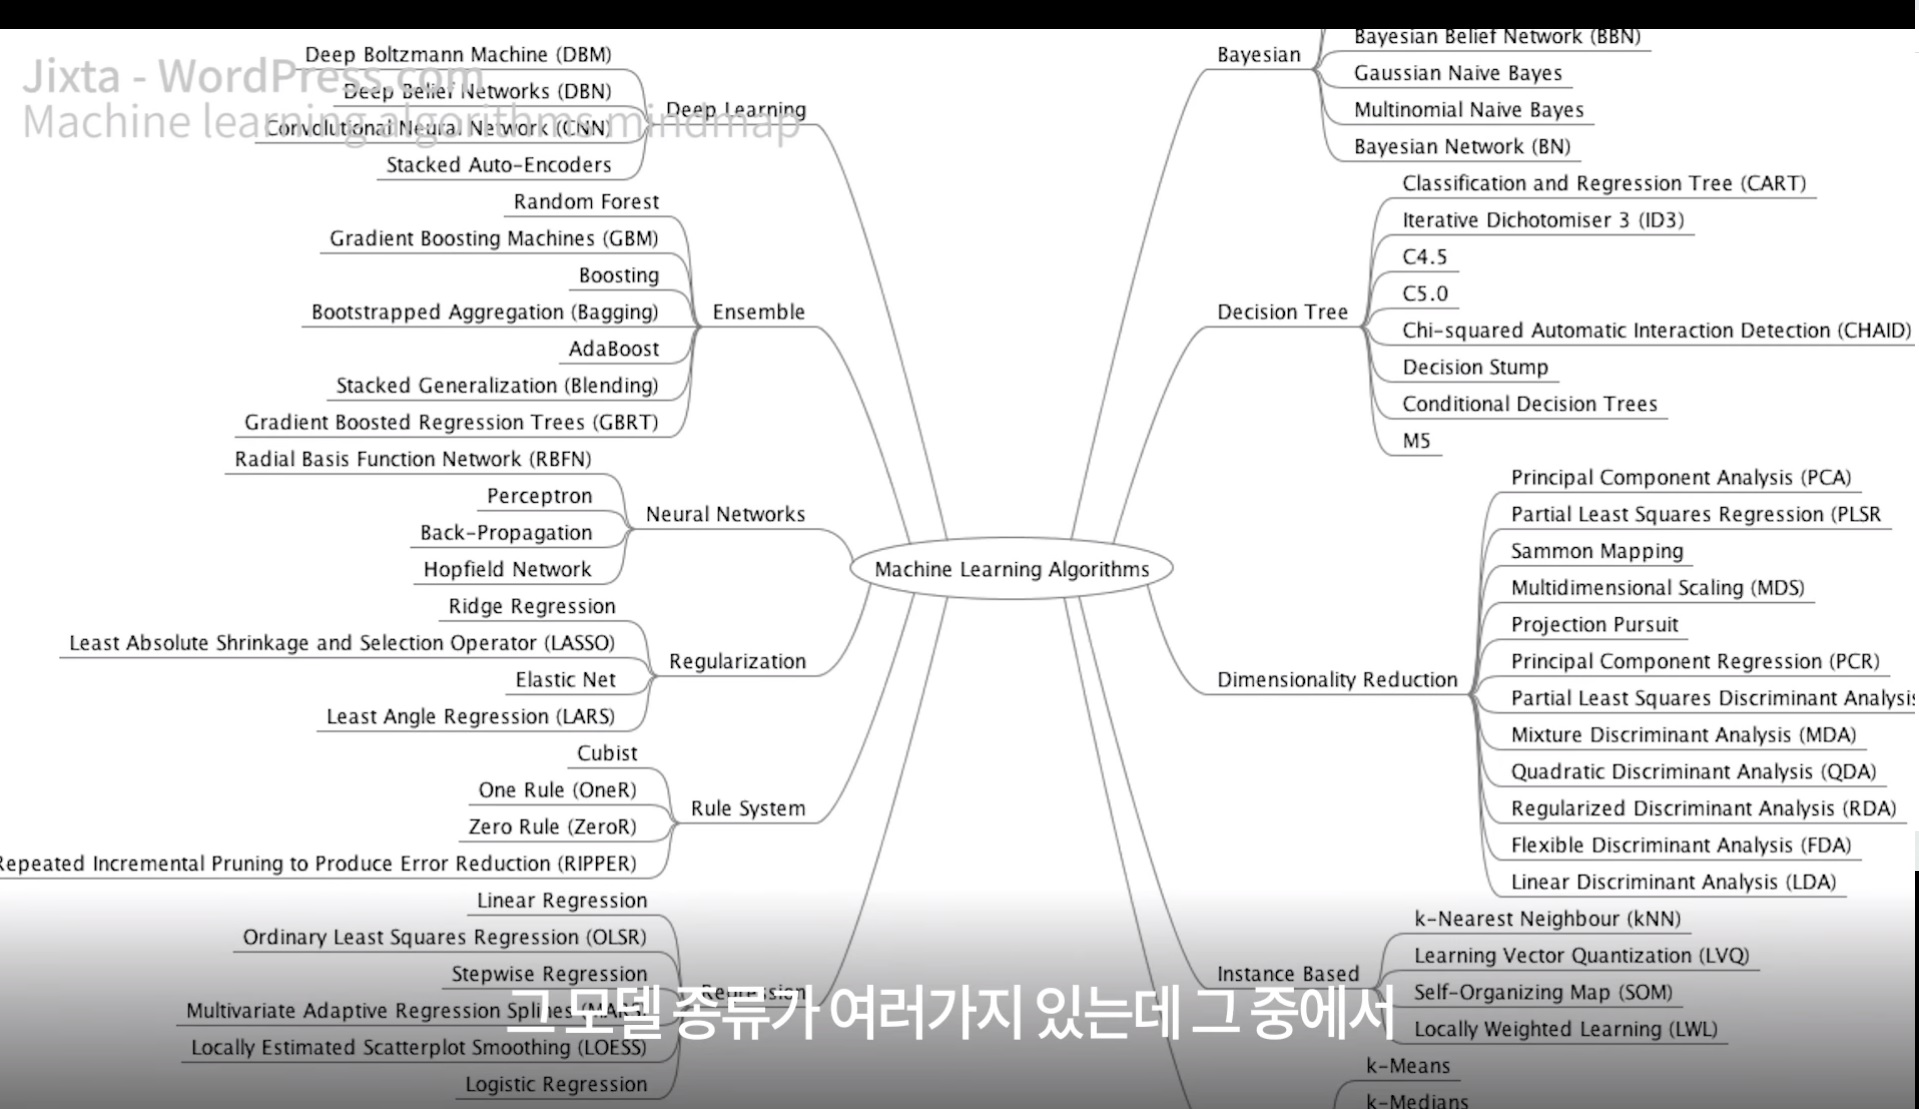 Jixta - WordPress.com
Machine learning algorithms mindmap
Deep Boltzmann Machine (DBM)
Deep Belief Networks (DBN)
Convolutional Neural Network (CNN)
Stacked Auto-Encoders
Deep Learning
Random Forest
Gradient Boosting Machines (GBM)
Boosting
Bootstrapped Aggregation (Bagging)
AdaBoost
Stacked Generalization (Blending)
Gradient Boosted Regression Trees (GBRT)
Ensemble
Radial Basis Function Network (RBFN)
Perceptron
Back-Propagation
Hopfield Network
Neural Networks
Ridge Regression
Least Absolute Shrinkage and Selection Operator (LASSO)
Elastic Net
Least Angle Regression (LARS)
Regularization
Cubist
One Rule (OneR)
Zero Rule (ZeroR)
Repeated Incremental Pruning to Produce Error Reduction (RIPPER)
Rule System
Linear Regression
Ordinary Least Squares Regression (OLSR)
Stepwise Regression
Multivariate Adaptive Regression Splines (MARS)
Locally Estimated Scatterplot Smoothing (LOESS)
Logistic Regression
Regression
Machine Learning Algorithms
Bayesian
Bayesian Belief Network (BBN)
Gaussian Naive Bayes
Multinomial Naive Bayes
Bayesian Network (BN)
Decision Tree
Classification and Regression Tree (CART)
Iterative Dichotomiser 3 (ID3)
C4.5
C5.0
Chi-squared Automatic Interaction Detection (CHAID)
Decision Stump
Conditional Decision Trees
M5
Dimensionality Reduction
Principal Component Analysis (PCA)
Partial Least Squares Regression (PLSR
Sammon Mapping
Multidimensional Scaling (MDS)
Projection Pursuit
Principal Component Regression (PCR)
Partial Least Squares Discriminant Analysis
Mixture Discriminant Analysis (MDA)
Quadratic Discriminant Analysis (QDA)
Regularized Discriminant Analysis (RDA)
Flexible Discriminant Analysis (FDA)
Linear Discriminant Analysis (LDA)
Instance Based
k-Nearest Neighbour (kNN)
Learning Vector Quantization (LVQ)
Self-Organizing Map (SOM)
Locally Weighted Learning (LWL)
k-Means
k-Medians
그 모델 종류가 여러가지 있는데 그 중에서